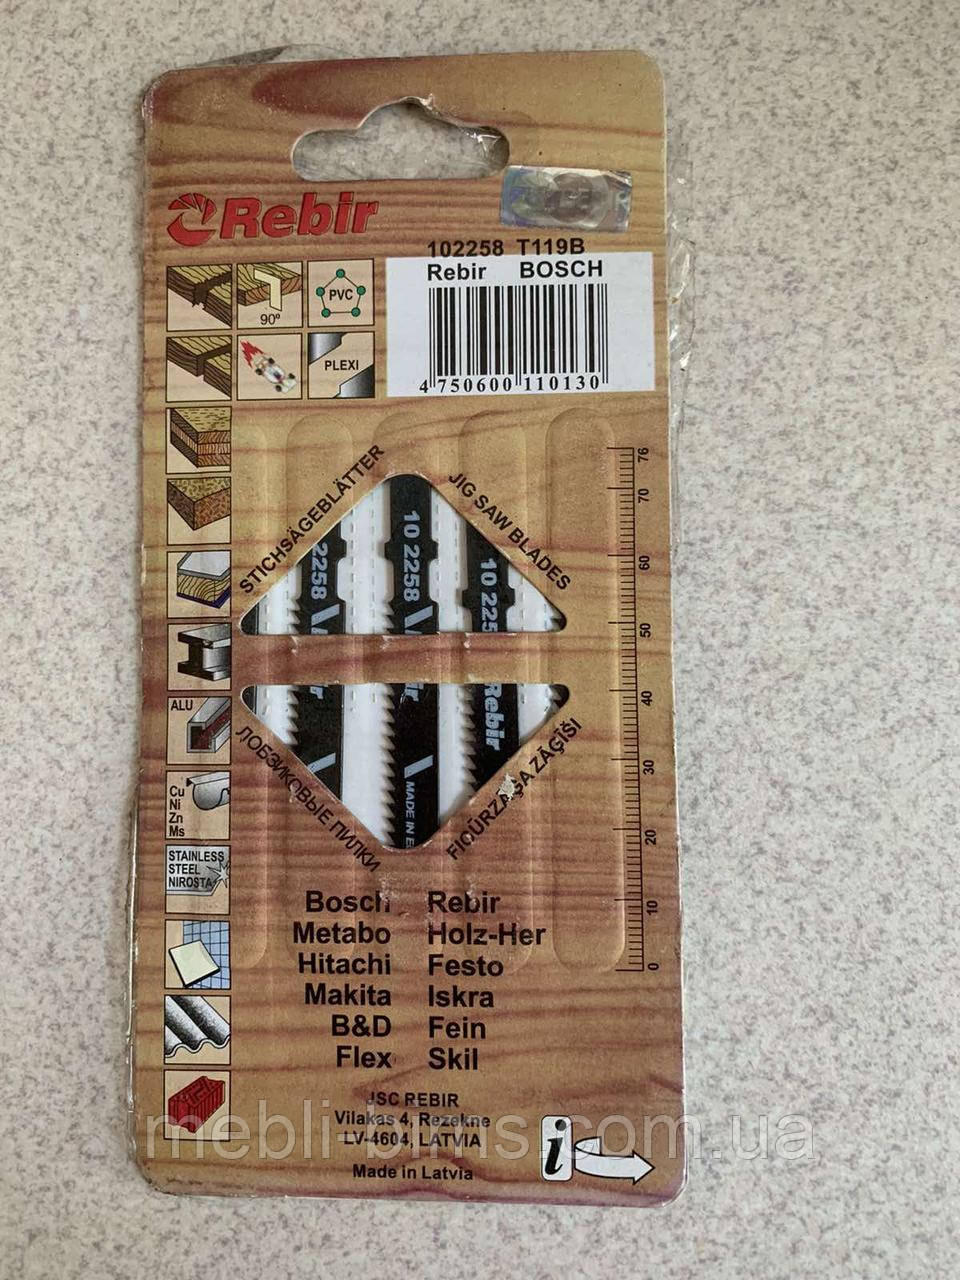 Rebir
102258 T119B
Rebir BOSCH
4 750600 110130
90º
PVC
PLEXI
STICHSÄGEBLÄTTER
JIG SAW BLADES
76
70
60
50
40
30
20
10
0
2258
10 2258
10 225
Rebir
MADE IN E
ЛОБЗИКОВЫЕ ПИЛКИ
FIGŪRZĀĢA ZĀĢĪŠI
ALU
Cu
Ni
Zn
Ms
STAINLESS
STEEL
NIROSTA
Bosch Rebir
Metabo Holz-Her
Hitachi Festo
Makita Iskra
B&D Fein
Flex Skil
JSC REBIR
Vilakas 4, Rezekne
LV-4604, LATVIA
Made in Latvia
i
mebli-bims.com.ua